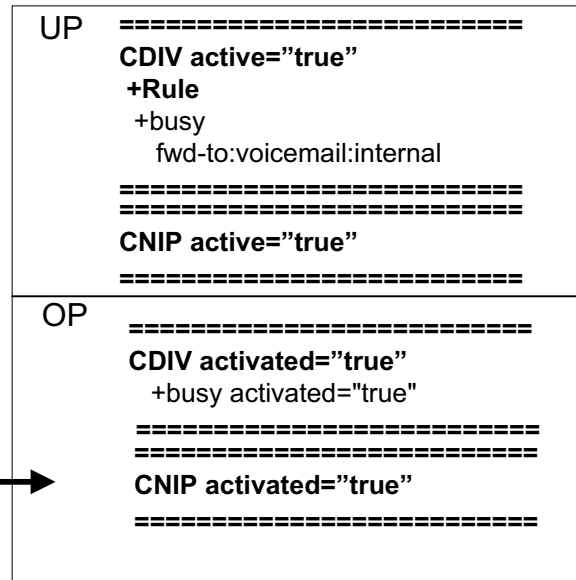 UP
==========================
CDIV active=”true”
+Rule
+busy
fwd-to:voicemail:internal
==========================
==========================
CNIP active=”true”
==========================
OP
==========================
CDIV activated=”true”
+busy activated="true"
==========================
==========================
CNIP activated=”true”
==========================